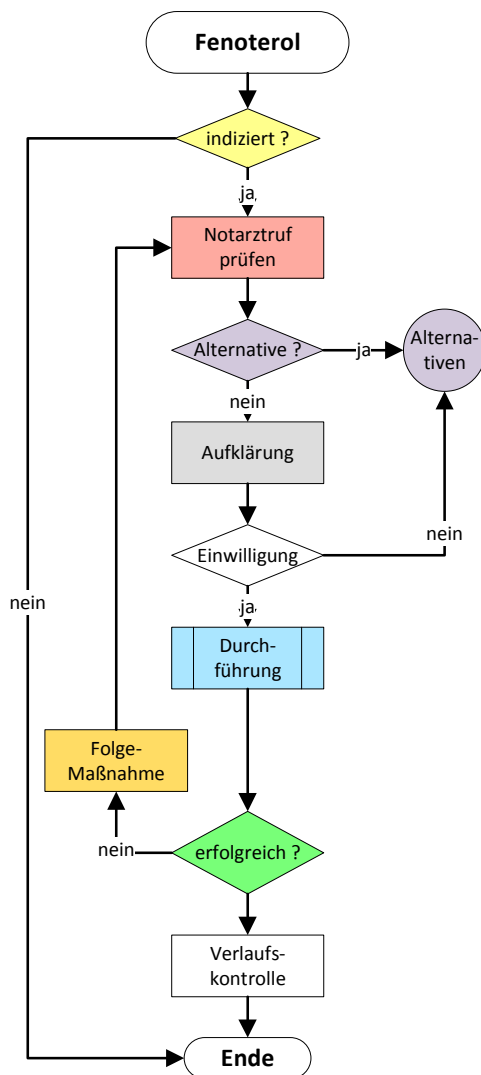 Fenoterol
indiziert ?
ja
Notarztruf
prüfen
Alternative ?
ja
Alterna-
tiven
nein
Aufklärung
nein
Einwilligung
nein
ja
Durch-
führung
Folge-
Maßnahme
nein
erfolgreich ?
Verlaufs-
kontrolle
Ende